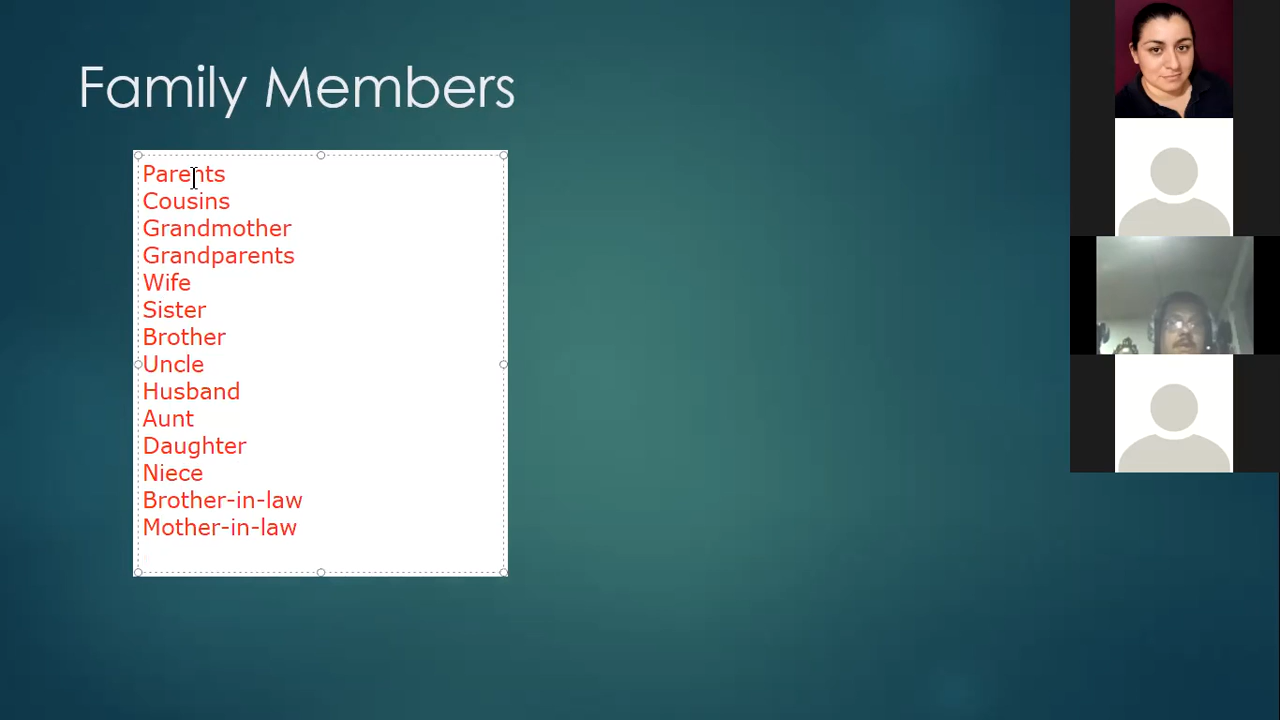 Family Members
Parents
Cousins
Grandmother
Grandparents
Wife
Sister
Brother
Uncle
Husband
Aunt
Daughter
Niece
Brother-in-law
Mother-in-law